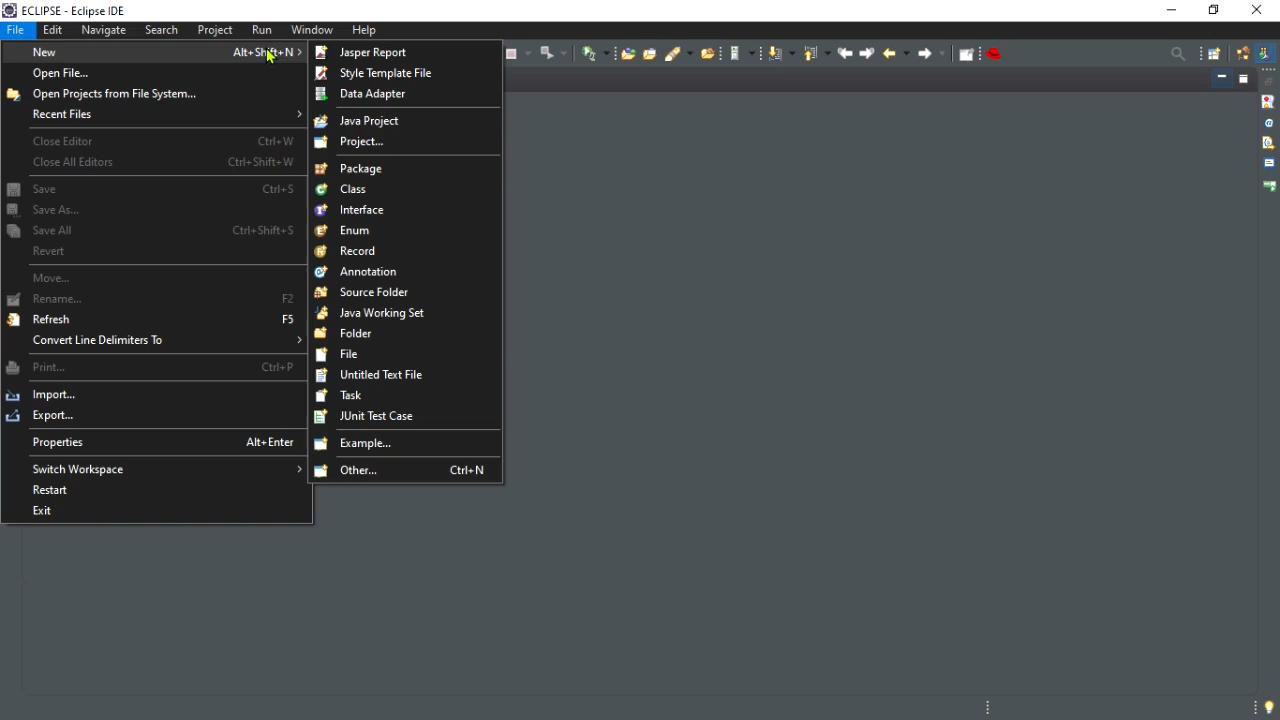 ECLIPSE - Eclipse IDE
File Edit Navigate Search Project Run Window Help
New Alt+Shift+N
Open File...
Open Projects from File System...
Recent Files
Close Editor Ctrl+W
Close All Editors Ctrl+Shift+W
Save Ctrl+S
Save As...
Save All Ctrl+Shift+S
Revert
Move...
Rename... F2
Refresh F5
Convert Line Delimiters To
Print... Ctrl+P
Import...
Export...
Properties Alt+Enter
Switch Workspace
Restart
Exit
Jasper Report
Style Template File
Data Adapter
Java Project
Project...
Package
Class
Interface
Enum
Record
Annotation
Source Folder
Java Working Set
Folder
File
Untitled Text File
Task
JUnit Test Case
Example...
Other... Ctrl+N